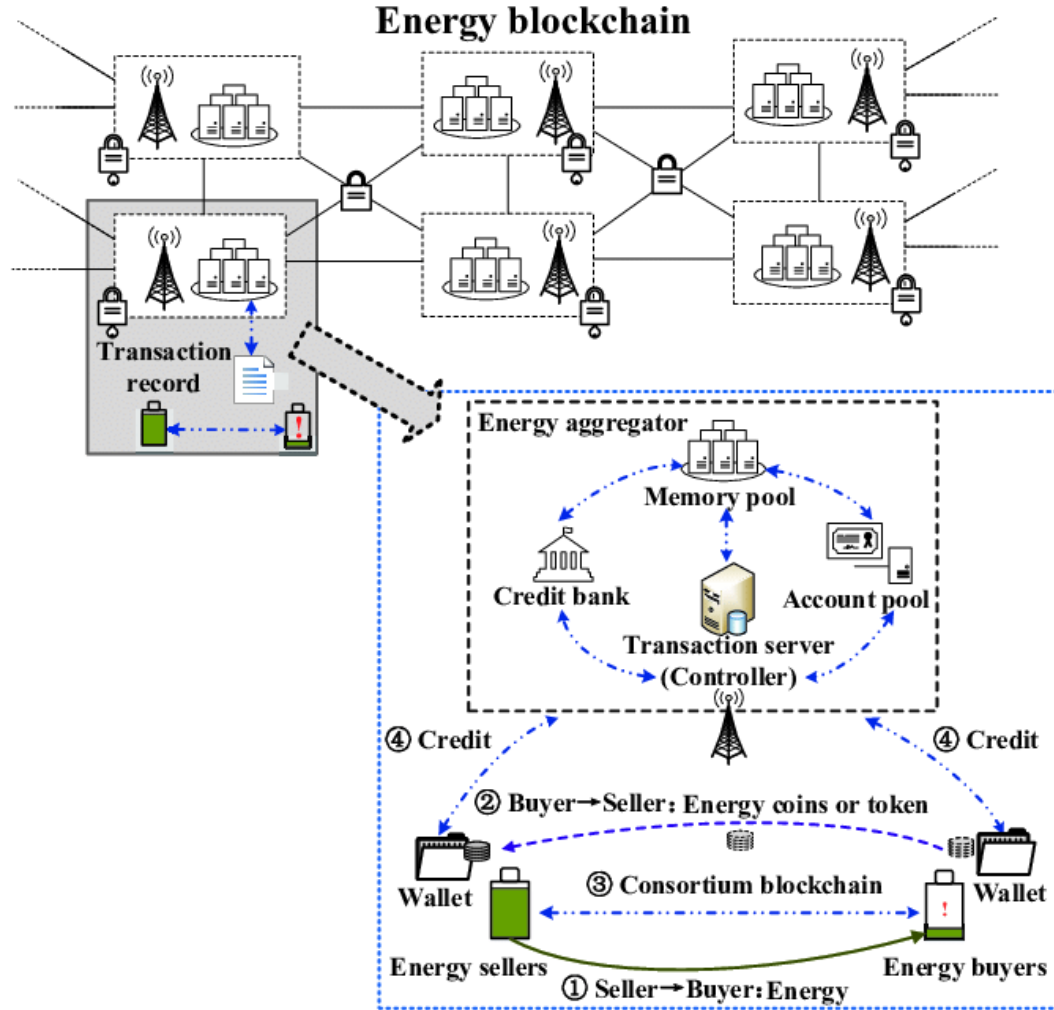 Energy blockchain
Transaction
record
Energy aggregator
Memory pool
Credit bank
Account pool
Transaction server
(Controller)
④ Credit
④ Credit
② Buyer→Seller: Energy coins or token
Wallet
Wallet
③ Consortium blockchain
!
!
Energy sellers
Energy buyers
① Seller→Buyer: Energy